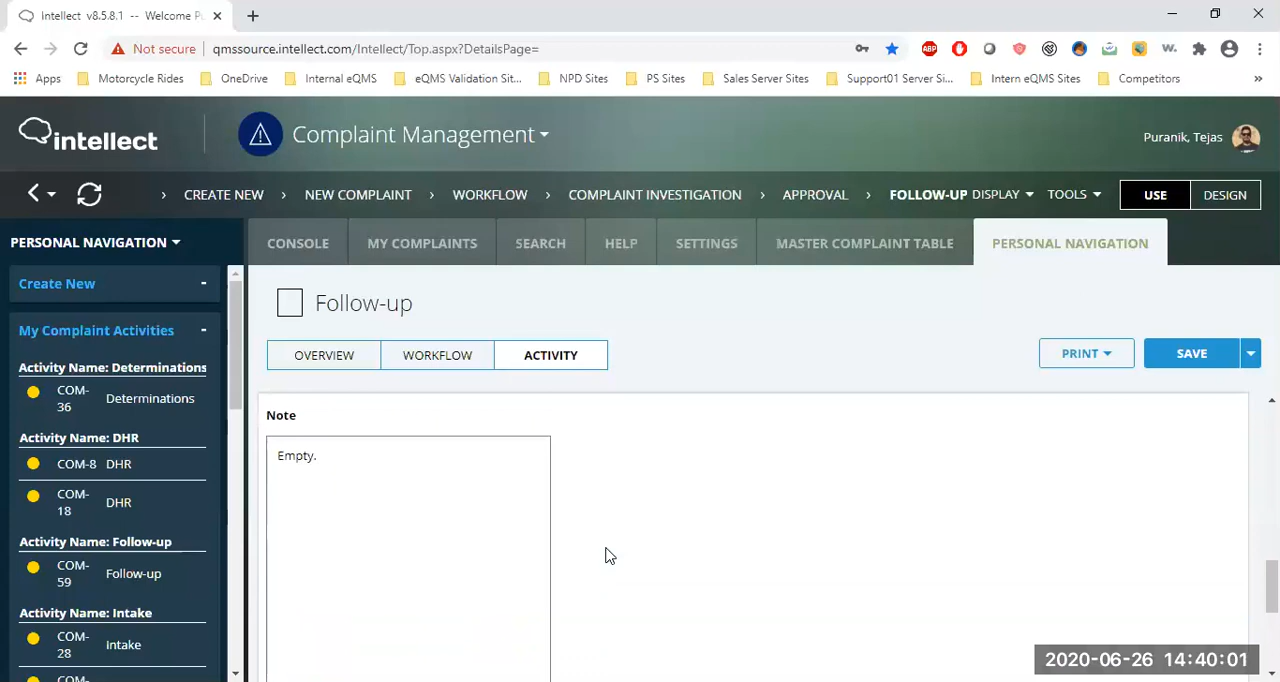 Intellect v8.5.8.1 -- Welcome Pu
Not secure qmssource.intellect.com/Intellect/Top.aspx?DetailsPage=
ABP
W.
Apps Motorcycle Rides OneDrive Internal eQMS eQMS Validation Sit... NPD Sites PS Sites Sales Server Sites Support01 Server Si... Intern eQMS Sites Competitors »
intellect Complaint Management Puranik, Tejas
› CREATE NEW › NEW COMPLAINT › WORKFLOW › COMPLAINT INVESTIGATION › APPROVAL › FOLLOW-UP DISPLAY TOOLS USE DESIGN
PERSONAL NAVIGATION CONSOLE MY COMPLAINTS SEARCH HELP SETTINGS MASTER COMPLAINT TABLE PERSONAL NAVIGATION
Create New -
My Complaint Activities -
Activity Name: Determinations
COM-36 Determinations
Activity Name: DHR
COM-8 DHR
COM-18 DHR
Activity Name: Follow-up
COM-59 Follow-up
Activity Name: Intake
COM-28 Intake
COM-
Follow-up
OVERVIEW WORKFLOW ACTIVITY PRINT SAVE
Note
Empty.
2020-06-26 14:40:01